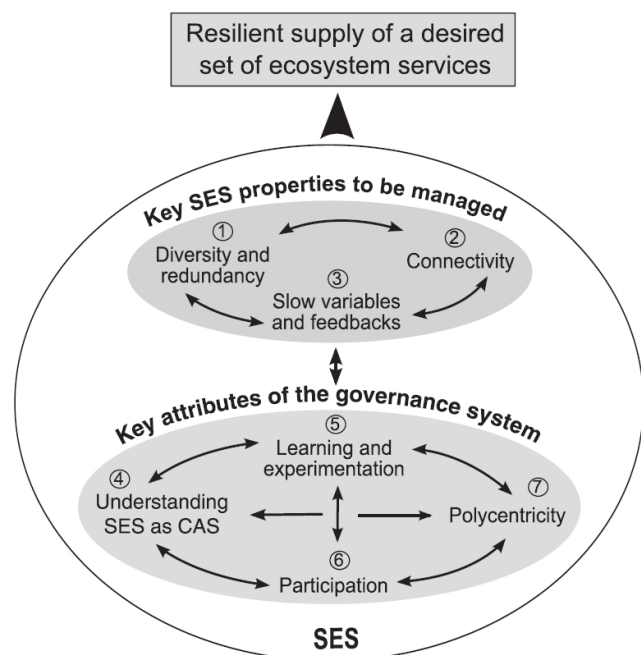 Resilient supply of a desired
set of ecosystem services
Key SES properties to be managed
①
Diversity and
redundancy
②
Connectivity
③
Slow variables
and feedbacks
Key attributes of the governance system
⑤
Learning and
experimentation
④
Understanding
SES as CAS
⑦
Polycentricity
⑥
Participation
SES